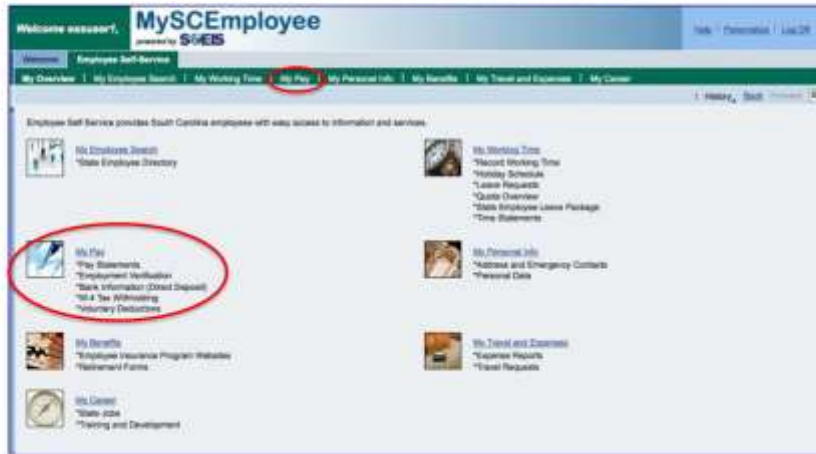 Welcome essuser1,
MySCEmployee
powered by SCEIS
Help | Personalize | Log Off
Welcome Employee Self-Service
My Overview | My Employee Search | My Working Time | My Pay | My Personal Info | My Benefits | My Travel and Expenses | My Career
| History, Back Forward
Employee Self Service provides South Carolina employees with easy access to information and services.
My Employee Search
*State Employee Directory
My Working Time
*Record Working Time
*Holiday Schedule
*Leave Requests
*Quota Overview
*State Employee Leave Package
*Time Statements
My Pay
*Pay Statements
*Employment Verification
*Bank Information (Direct Deposit)
*W-4 Tax Withholding
*Voluntary Deductions
My Personal Info
*Address and Emergency Contacts
*Personal Data
My Benefits
*Employee Insurance Program Websites
*Retirement Forms
My Travel and Expenses
*Expense Reports
*Travel Requests
My Career
*State Jobs
*Training and Development